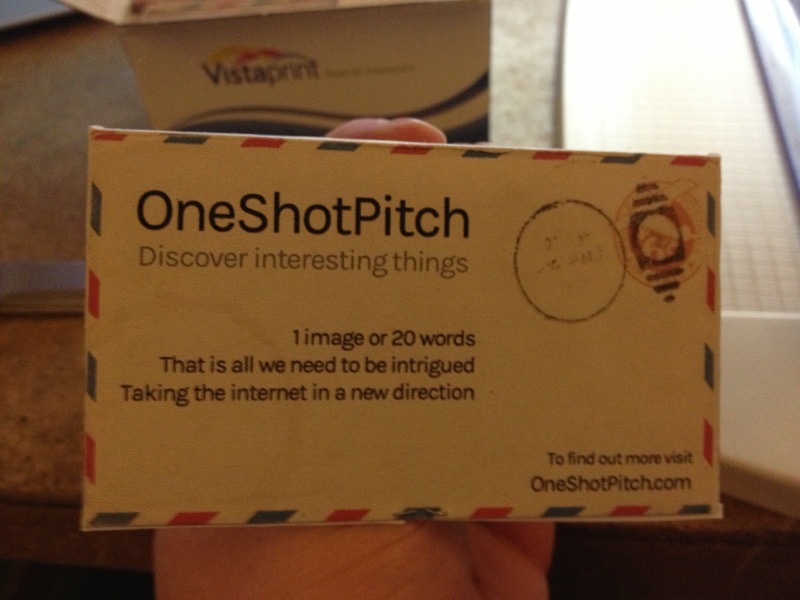 Vistaprint
OneShotPitch
Discover interesting things
1 image or 20 words
That is all we need to be intrigued
Taking the internet in a new direction
To find out more visit
OneShotPitch.com